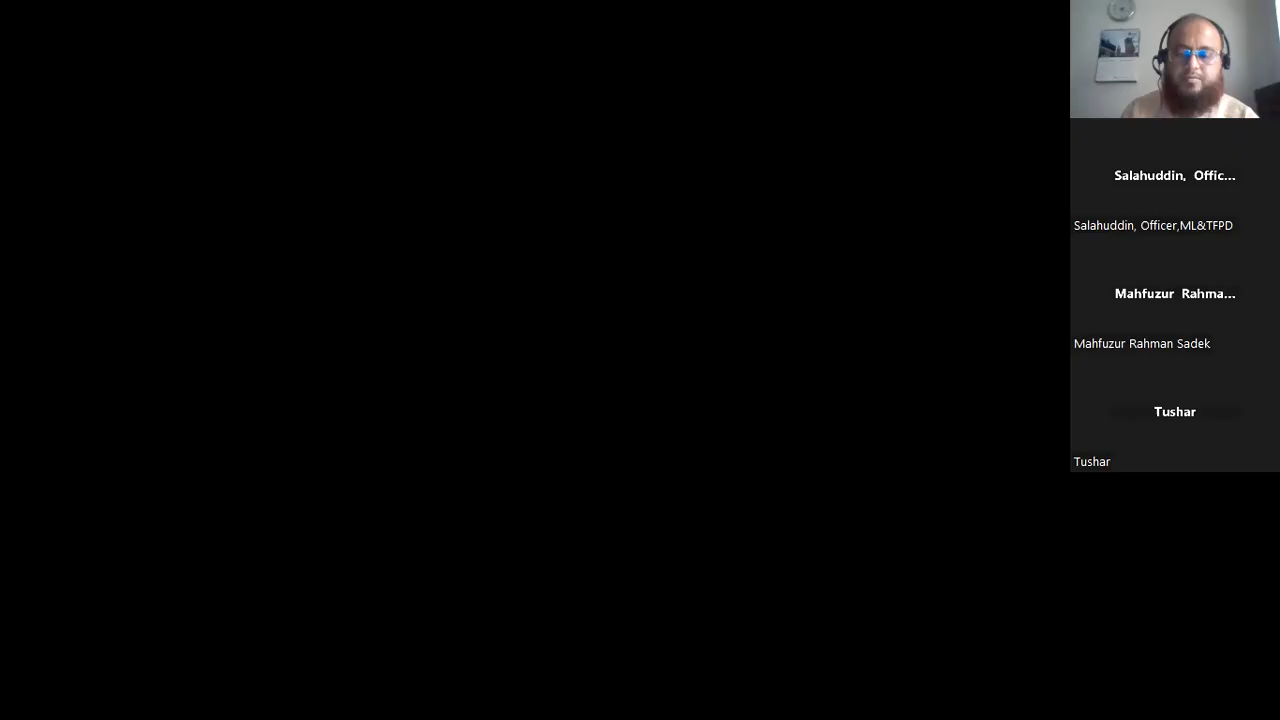 Salahuddin, Offic...
Salahuddin, Officer,ML&TFPD
Mahfuzur Rahma...
Mahfuzur Rahman Sadek
Tushar
Tushar